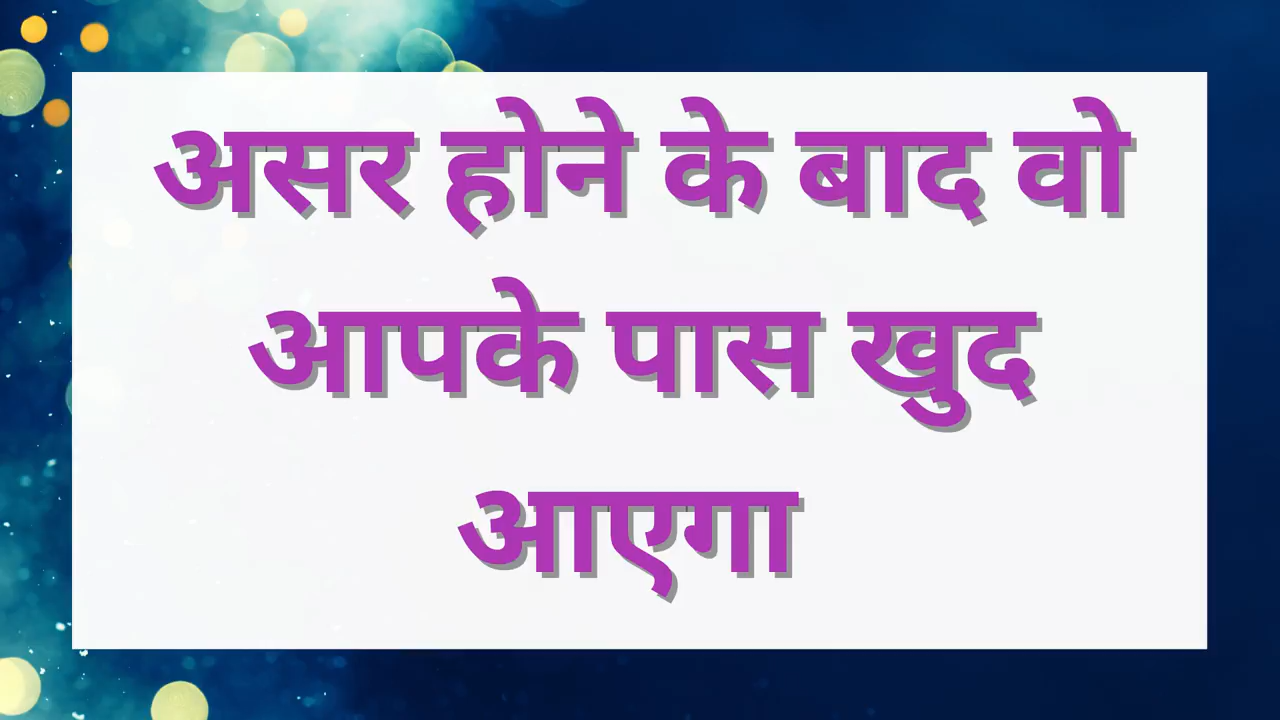 असर होने के बाद वो
आपके पास खुद
आएगा